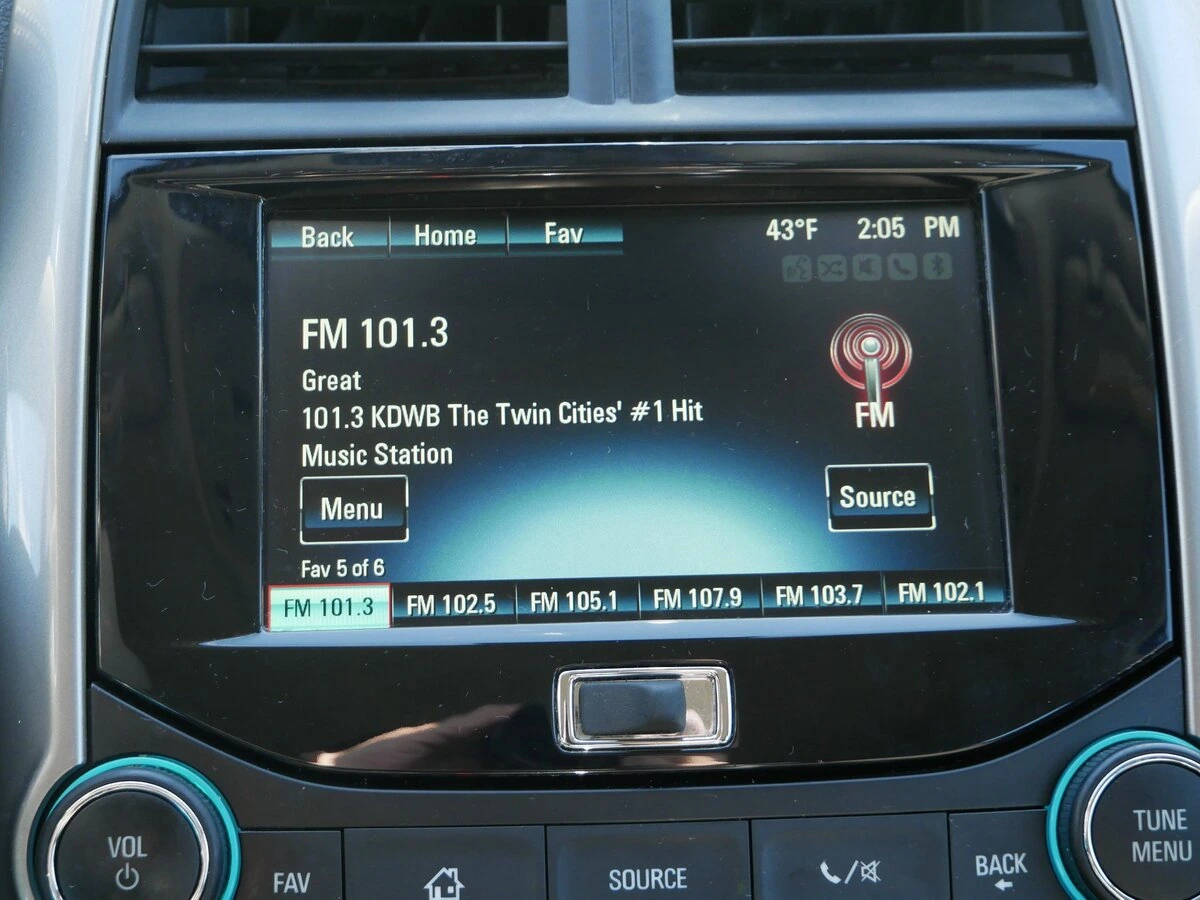 Back Home Fav 43°F 2:05 PM
FM 101.3
Great
101.3 KDWB The Twin Cities' #1 Hit
Music Station
FM
Menu
Source
Fav 5 of 6
FM 101.3 FM 102.5 FM 105.1 FM 107.9 FM 103.7 FM 102.1
VOL
FAV
SOURCE
BACK
TUNE
MENU